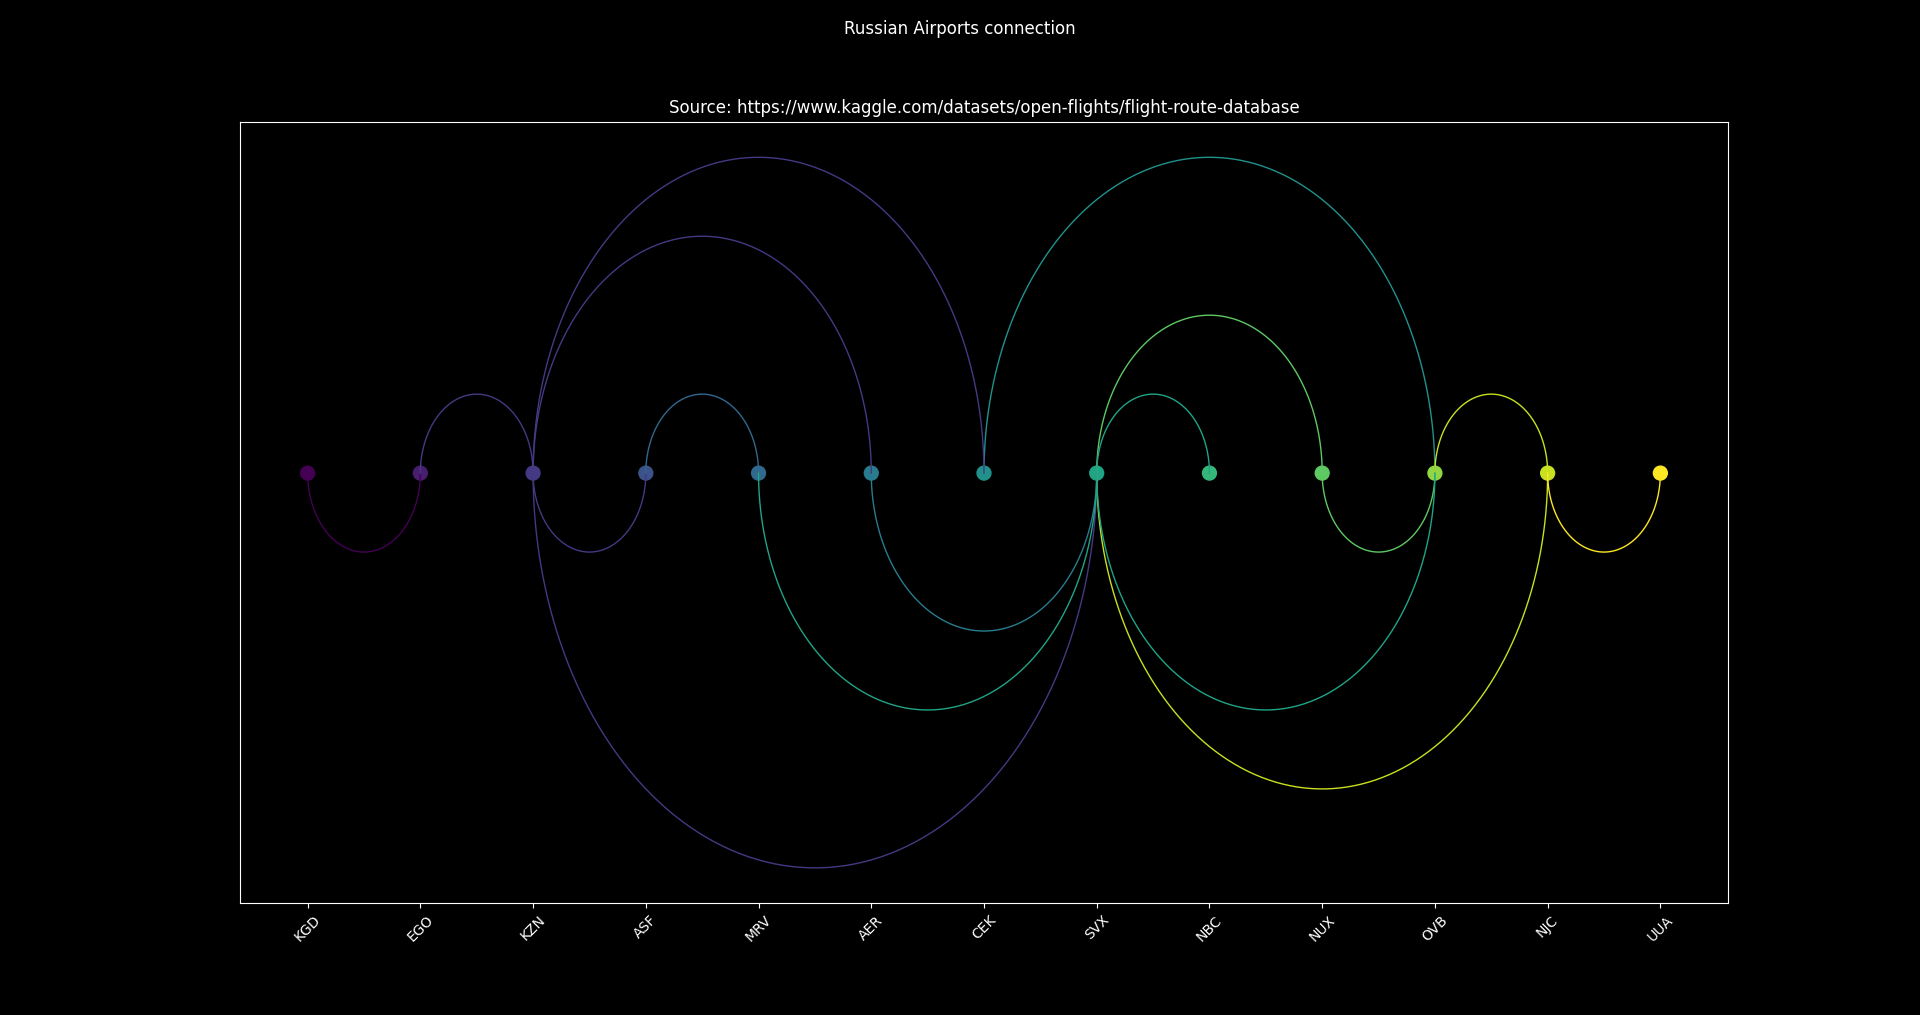 Russian Airports connection
Source: https://www.kaggle.com/datasets/open-flights/flight-route-database
KGD
EGO
KZN
ASF
MRV
AER
CEK
SVX
NBC
NUX
OVB
NJC
UUA